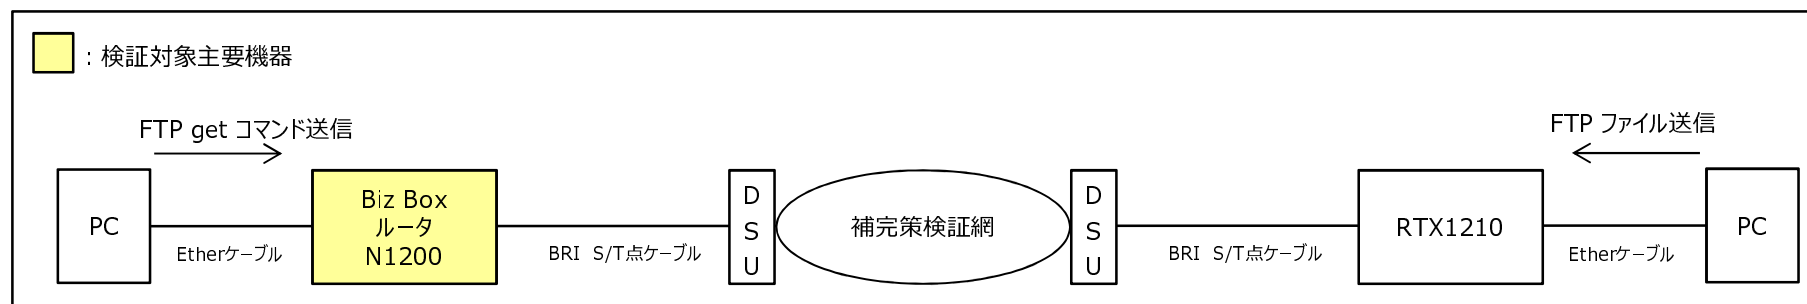 : 検証対象主要機器
FTP get コマンド送信
FTP ファイル送信
PC
Etherケーブル
Biz Box
ルータ
N1200
BRI S/T点ケーブル
D
S
U
補完策検証網
D
S
U
BRI S/T点ケーブル
RTX1210
Etherケーブル
PC